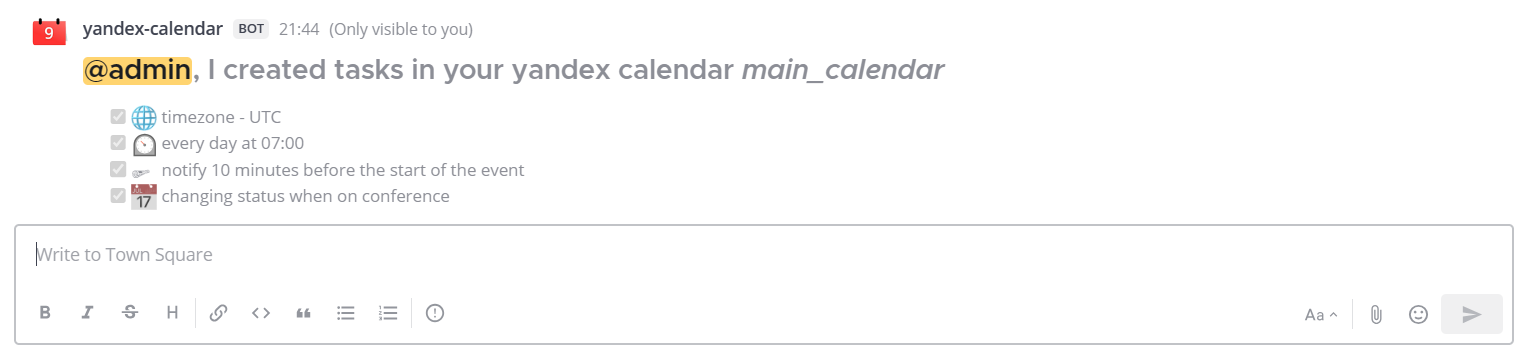 9
yandex-calendar BOT 21:44 (Only visible to you)
@admin, I created tasks in your yandex calendar main_calendar
timezone - UTC
every day at 07:00
notify 10 minutes before the start of the event
JUL 17 changing status when on conference
Write to Town Square
B I S H Aa